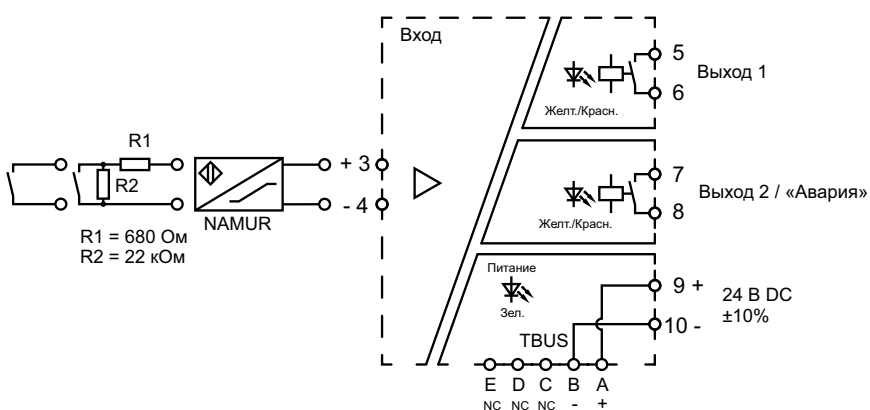 Вход
5
Выход 1
6
Желт./Красн.
R1
R2
+ 3
- 4
NAMUR
R1 = 680 Ом
R2 = 22 кОм
7
Выход 2 / «Авария»
8
Желт./Красн.
Питание
Зел.
9 +
24 В DC
±10%
10 -
TBUS
E D C B A
NC NC NC - +